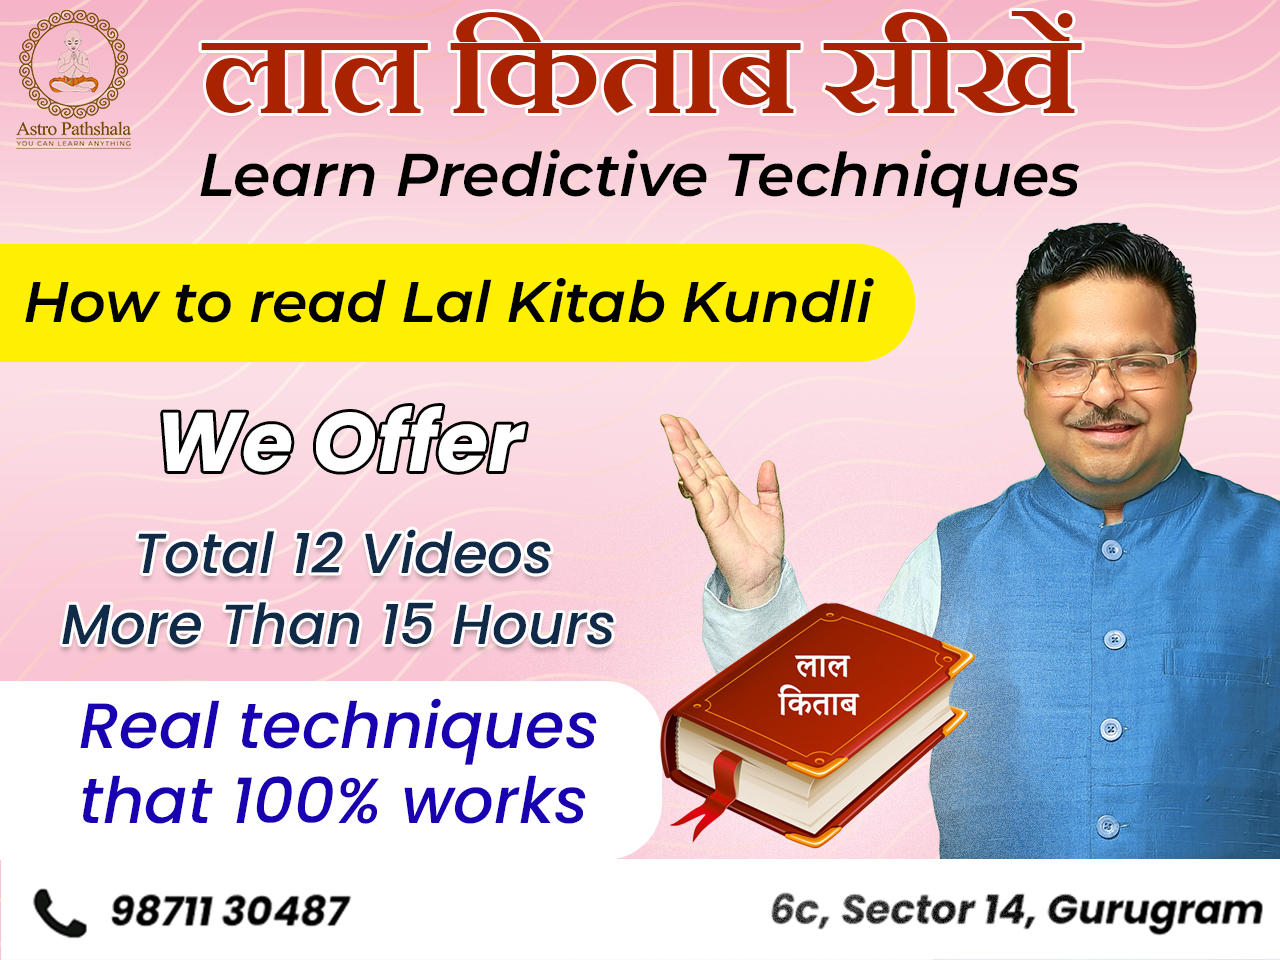 Astro Pathshala
YOU CAN LEARN ANYTHING
लाल किताब सीखें
Learn Predictive Techniques
How to read Lal Kitab Kundli
We Offer
Total 12 Videos
More Than 15 Hours
Real techniques
that 100% works
लाल
किताब
98711 30487
6c, Sector 14, Gurugram